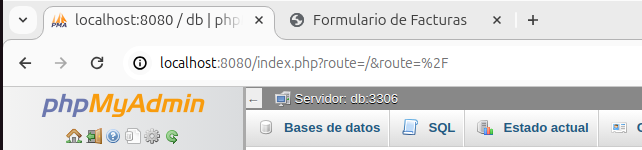 localhost:8080 / db | php
Formulario de Facturas
localhost:8080/index.php?route=/&route=%2F
phpMyAdmin
Servidor: db:3306
Bases de datos
SQL
Estado actual